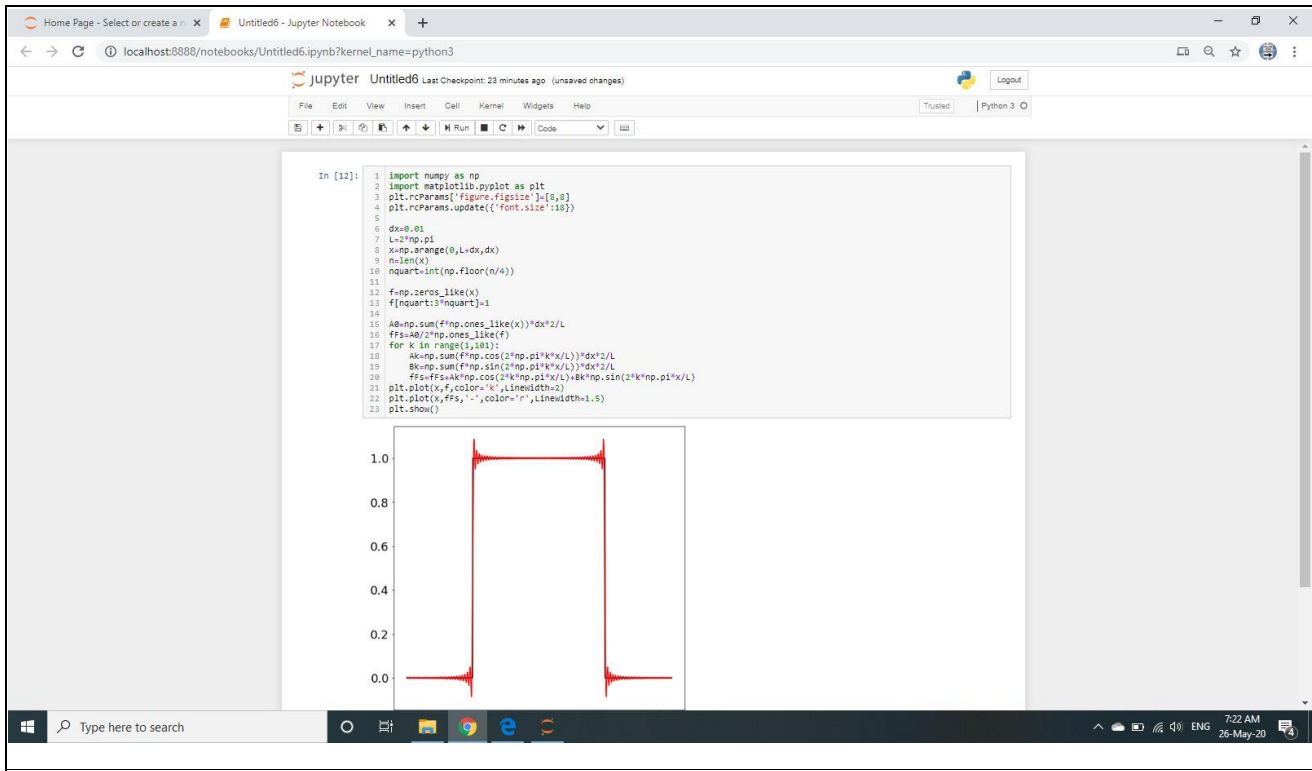 Home Page - Select or create a n
Untitled6 - Jupyter Notebook
localhost:8888/notebooks/Untitled6.ipynb?kernel_name=python3
jupyter Untitled6 Last Checkpoint: 23 minutes ago (unsaved changes)
Logout
File Edit View Insert Cell Kernel Widgets Help
Trusted Python 3
Run Code
In [12]:
1 import numpy as np
2 import matplotlib.pyplot as plt
3 plt.rcParams['figure.figsize']=[8,8]
4 plt.rcParams.update({'font.size':18})
5
6 dx=0.01
7 L=2*np.pi
8 x=np.arange(0,L+dx,dx)
9 n=len(x)
10 nquart=int(np.floor(n/4))
11
12 f=np.zeros_like(x)
13 f[nquart:3*nquart]=1
14
15 A0=np.sum(f*np.ones_like(x))*dx*2/L
16 fFs=A0/2*np.ones_like(f)
17 for k in range(1,101):
18     Ak=np.sum(f*np.cos(2*np.pi*k*x/L))*dx*2/L
19     Bk=np.sum(f*np.sin(2*np.pi*k*x/L))*dx*2/L
20     fFs=fFs+Ak*np.cos(2*k*np.pi*x/L)+Bk*np.sin(2*k*np.pi*x/L)
21 plt.plot(x,f,color='k',LineWidth=2)
22 plt.plot(x,fFs,'-',color='r',Linewidth=1.5)
23 plt.show()
1.0
0.8
0.6
0.4
0.2
0.0
Type here to search
ENG
7:22 AM
26-May-20
4